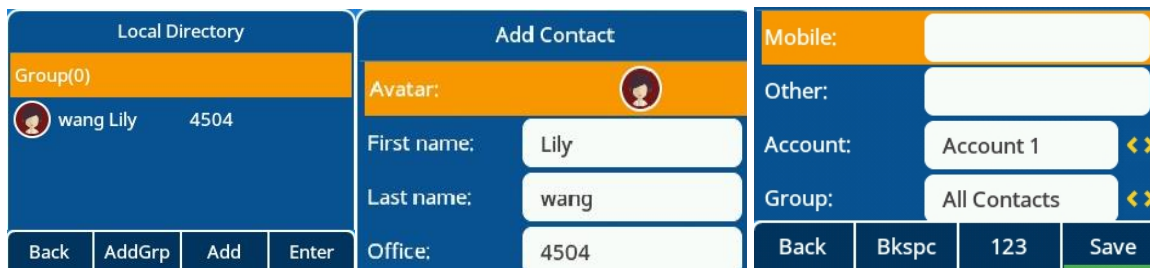 Local Directory
Group(0)
wang Lily 4504
Back AddGrp Add Enter
Add Contact
Avatar:
First name: Lily
Last name: wang
Office: 4504
Mobile:
Other:
Account: Account 1
Group: All Contacts
Back Bkspc 123 Save